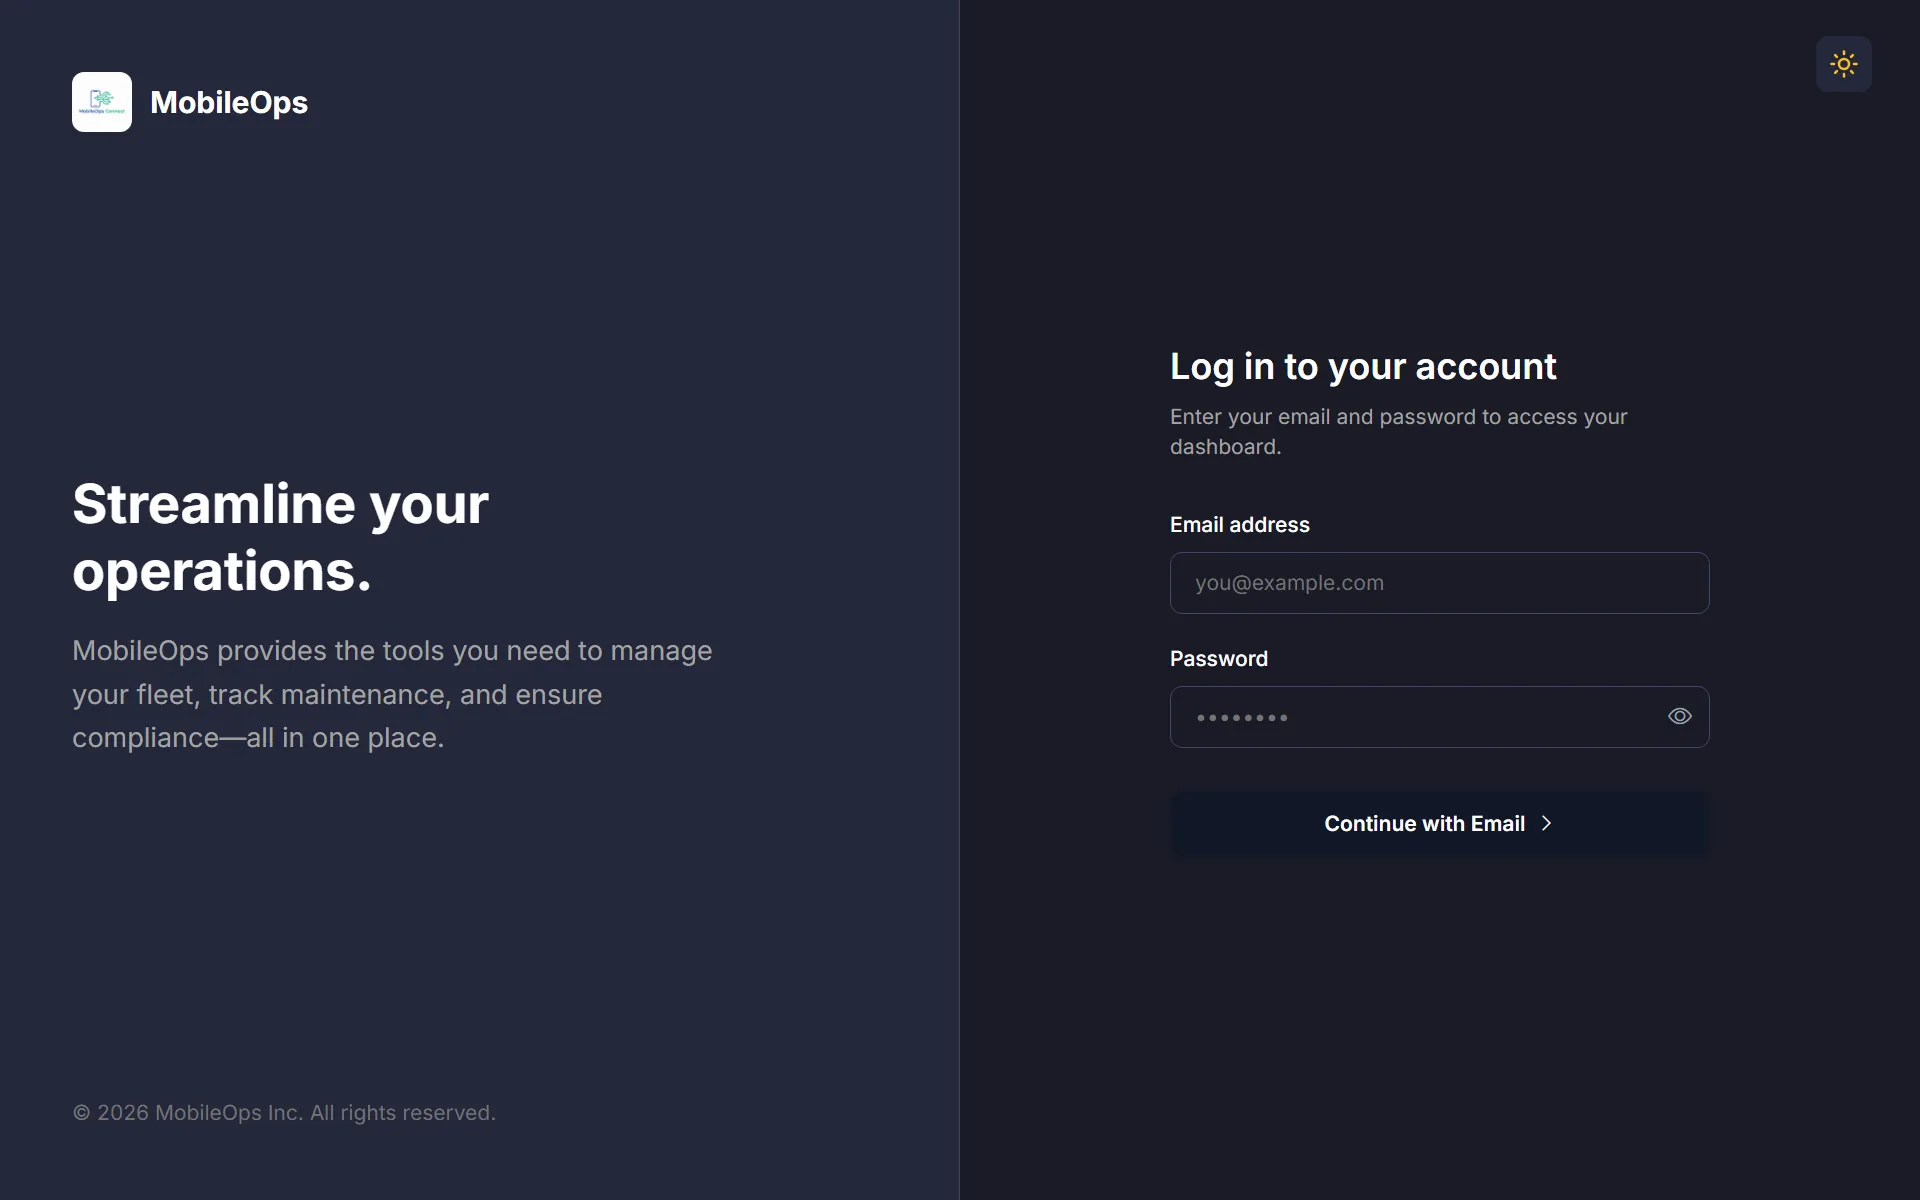 MobileOps Connect
MobileOps
Streamline your
operations.
MobileOps provides the tools you need to manage
your fleet, track maintenance, and ensure
compliance—all in one place.
© 2026 MobileOps Inc. All rights reserved.
Log in to your account
Enter your email and password to access your
dashboard.
Email address
you@example.com
Password
••••••••
Continue with Email